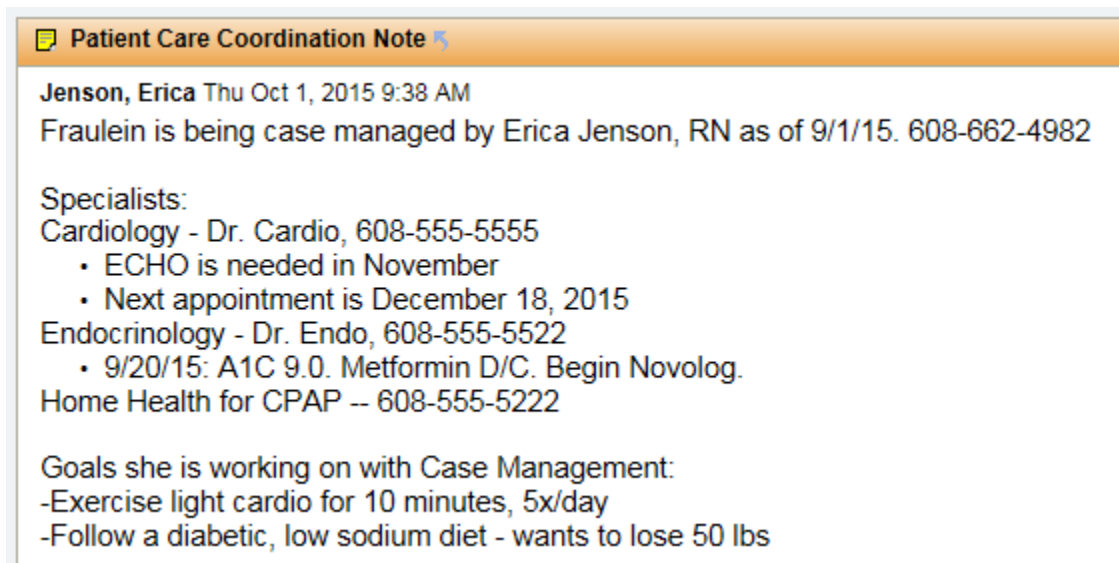 Patient Care Coordination Note
Jenson, Erica Thu Oct 1, 2015 9:38 AM
Fraulein is being case managed by Erica Jenson, RN as of 9/1/15. 608-662-4982
Specialists:
Cardiology - Dr. Cardio, 608-555-5555
• ECHO is needed in November
• Next appointment is December 18, 2015
Endocrinology - Dr. Endo, 608-555-5522
• 9/20/15: A1C 9.0. Metformin D/C. Begin Novolog.
Home Health for CPAP -- 608-555-5222
Goals she is working on with Case Management:
-Exercise light cardio for 10 minutes, 5x/day
-Follow a diabetic, low sodium diet - wants to lose 50 lbs